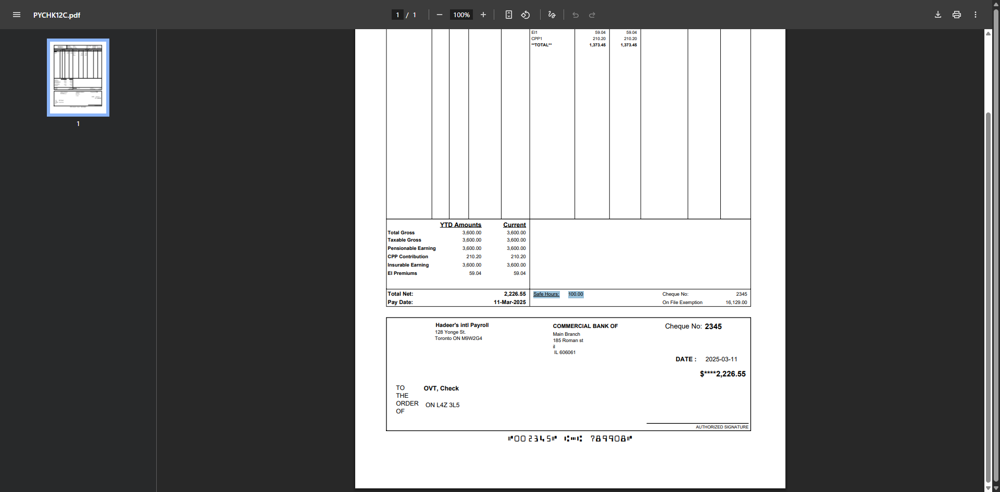 PYCHK12C.pdf
1 / 1
100%
1
EI1 59.04 59.04
CPP1 210.20 210.20
**TOTAL** 1,373.45 1,373.45
YTD Amounts Current
Total Gross 3,600.00 3,600.00
Taxable Gross 3,600.00 3,600.00
Pensionable Earning 3,600.00 3,600.00
CPP Contribution 210.20 210.20
Insurable Earning 3,600.00 3,600.00
EI Premiums 59.04 59.04
Total Net: 2,226.55 Safe Hours: 100.00 Cheque No: 2345
Pay Date: 11-Mar-2025 On File Exemption 16,129.00
Hadeer's intl Payroll
128 Yonge St.
Toronto ON M9W2G4
COMMERCIAL BANK OF
Main Branch
185 Roman st
il
IL 606061
Cheque No: 2345
DATE : 2025-03-11
$****2,226.55
TO THE ORDER OF
OVT, Check
ON L4Z 3L5
AUTHORIZED SIGNATURE
⑈002345⑈ ⑆⑉⑆ 789908⑈